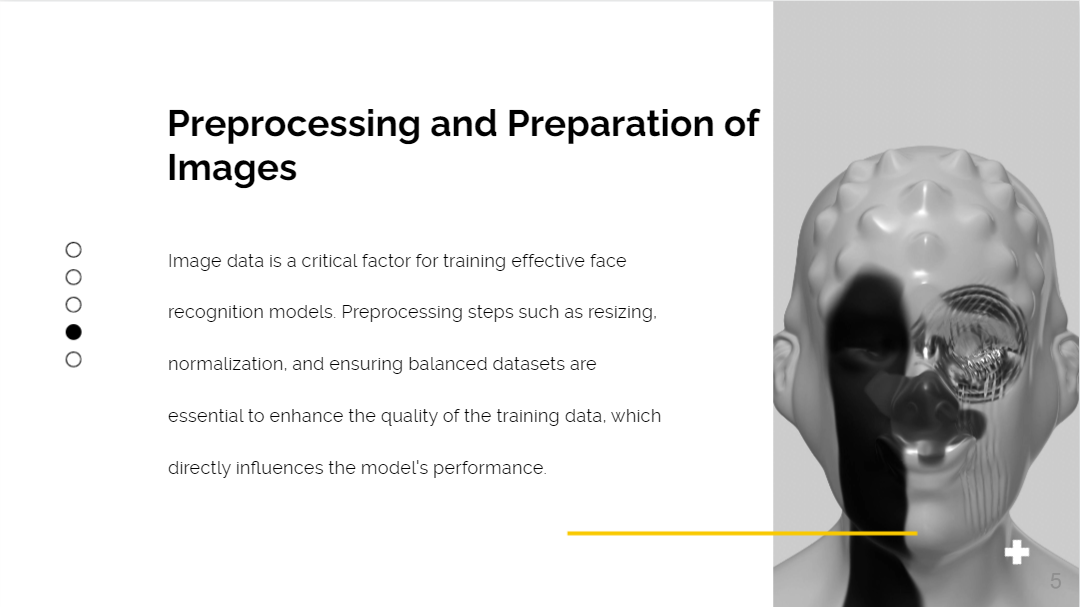 Preprocessing and Preparation of
Images
Image data is a critical factor for training effective face
recognition models. Preprocessing steps such as resizing,
normalization, and ensuring balanced datasets are
essential to enhance the quality of the training data, which
directly influences the model's performance.
5